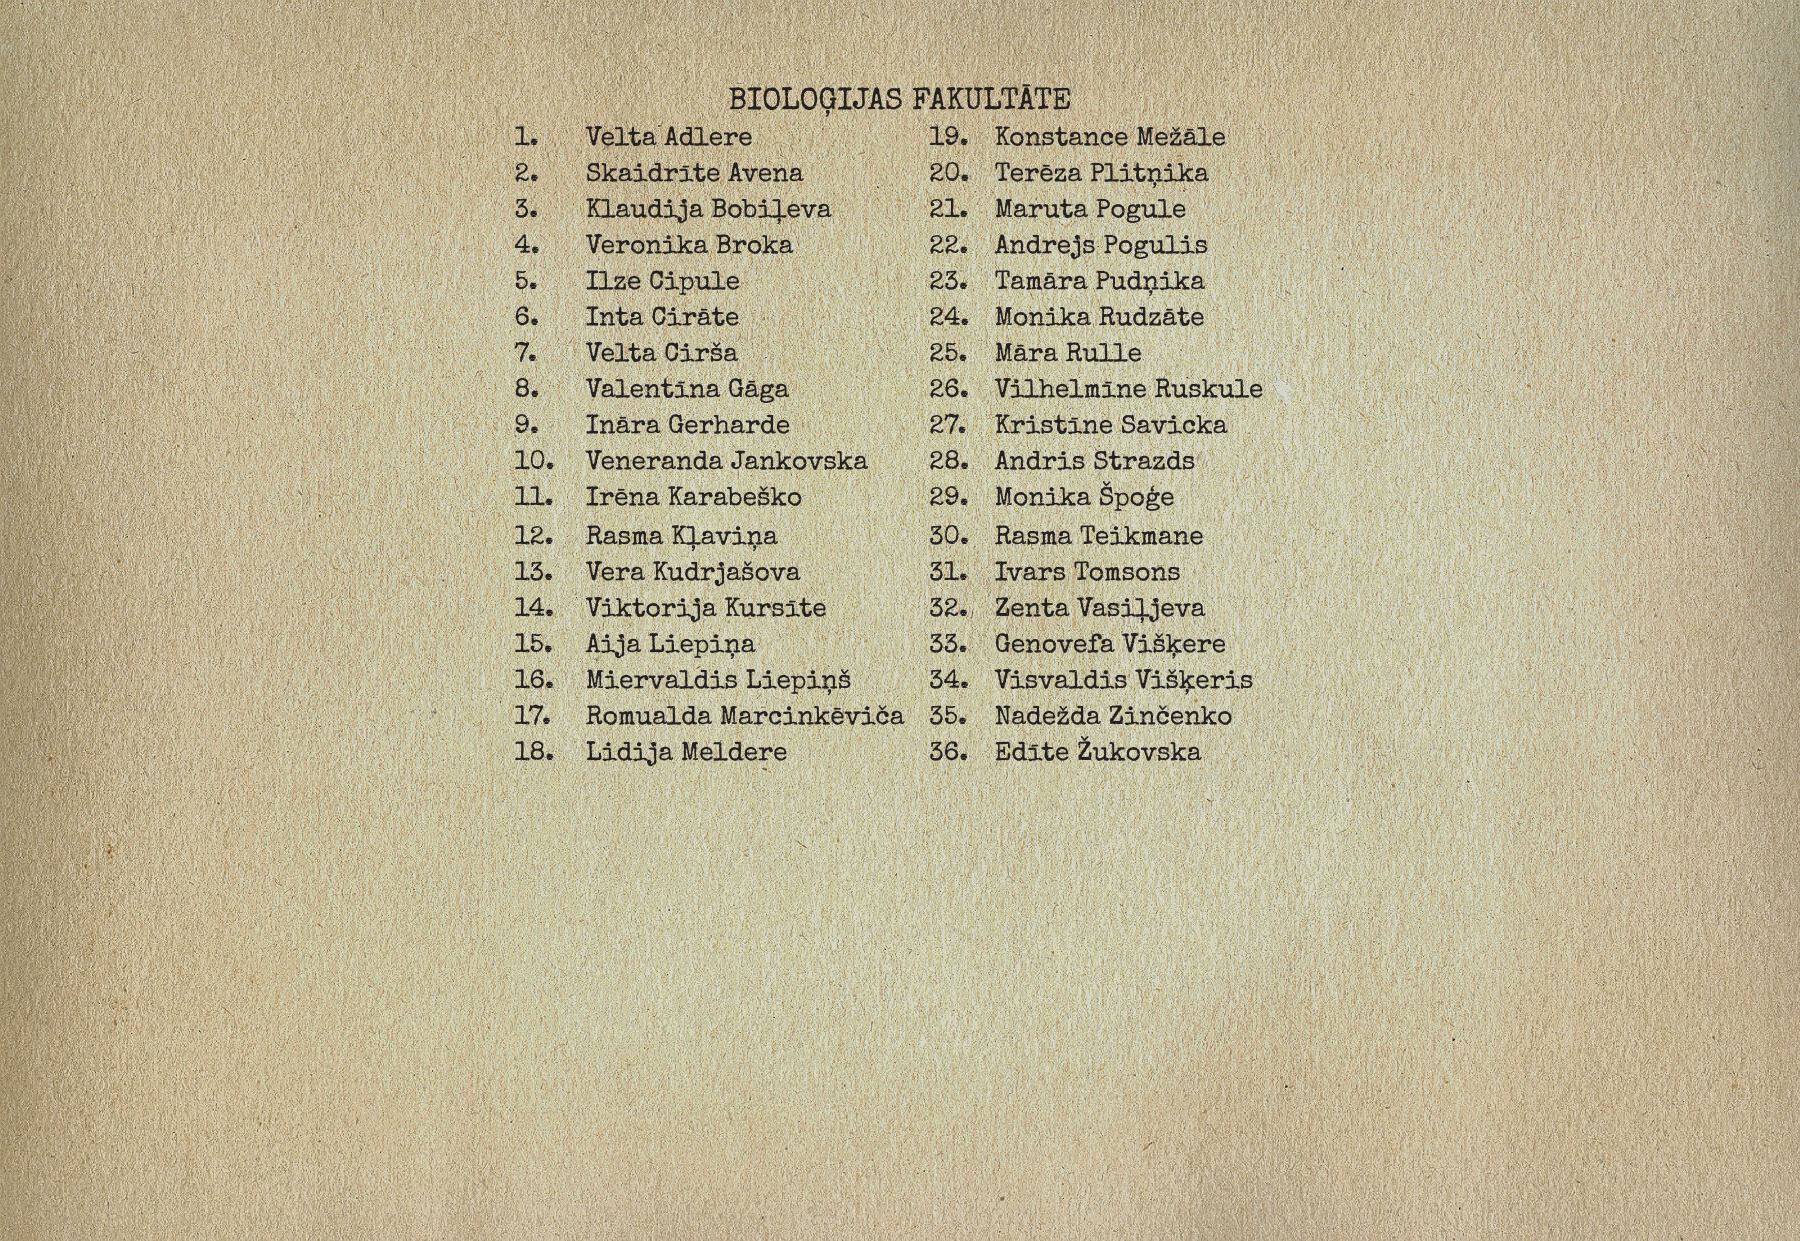 BIOLOĢIJAS FAKULTĀTE
1. Velta Adlere
2. Skaidrīte Avena
3. Klaudija Bobiļeva
4. Veronika Broka
5. Ilze Cipule
6. Inta Cirāte
7. Velta Cirša
8. Valentīna Gāga
9. Ināra Gerharde
10. Veneranda Jankovska
11. Irēna Karabeško
12. Rasma Kļaviņa
13. Vera Kudrjašova
14. Viktorija Kursīte
15. Aija Liepiņa
16. Miervaldis Liepiņš
17. Romualda Marcinkēviča
18. Lidija Meldere
19. Konstance Mežāle
20. Terēza Plitņika
21. Maruta Pogule
22. Andrejs Pogulis
23. Tamāra Pudņika
24. Monika Rudzāte
25. Māra Rulle
26. Vilhelmīne Ruskule
27. Kristīne Savicka
28. Andris Strazds
29. Monika Špoģe
30. Rasma Teikmane
31. Ivars Tomsons
32. Zenta Vasiļjeva
33. Genovefa Višķere
34. Visvaldis Višķeris
35. Nadežda Zinčenko
36. Edīte Žukovska